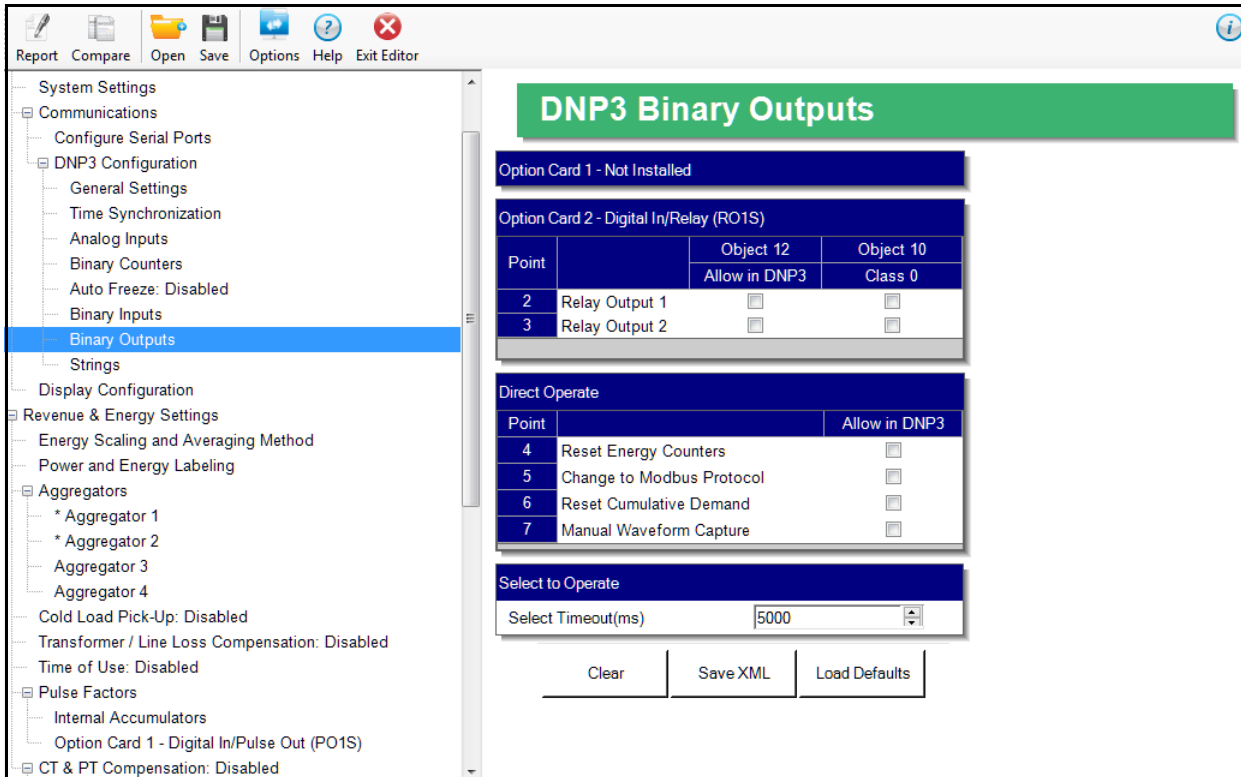 Report Compare Open Save Options Help Exit Editor
System Settings
Communications
Configure Serial Ports
DNP3 Configuration
General Settings
Time Synchronization
Analog Inputs
Binary Counters
Auto Freeze: Disabled
Binary Inputs
Binary Outputs
Strings
Display Configuration
Revenue & Energy Settings
Energy Scaling and Averaging Method
Power and Energy Labeling
Aggregators
* Aggregator 1
* Aggregator 2
Aggregator 3
Aggregator 4
Cold Load Pick-Up: Disabled
Transformer / Line Loss Compensation: Disabled
Time of Use: Disabled
Pulse Factors
Internal Accumulators
Option Card 1 - Digital In/Pulse Out (PO1S)
CT & PT Compensation: Disabled
DNP3 Binary Outputs
Option Card 1 - Not Installed
Option Card 2 - Digital In/Relay (RO1S)
Point Object 12 Object 10
Allow in DNP3 Class 0
2 Relay Output 1
3 Relay Output 2
Direct Operate
Point Allow in DNP3
4 Reset Energy Counters
5 Change to Modbus Protocol
6 Reset Cumulative Demand
7 Manual Waveform Capture
Select to Operate
Select Timeout(ms) 5000
Clear Save XML Load Defaults